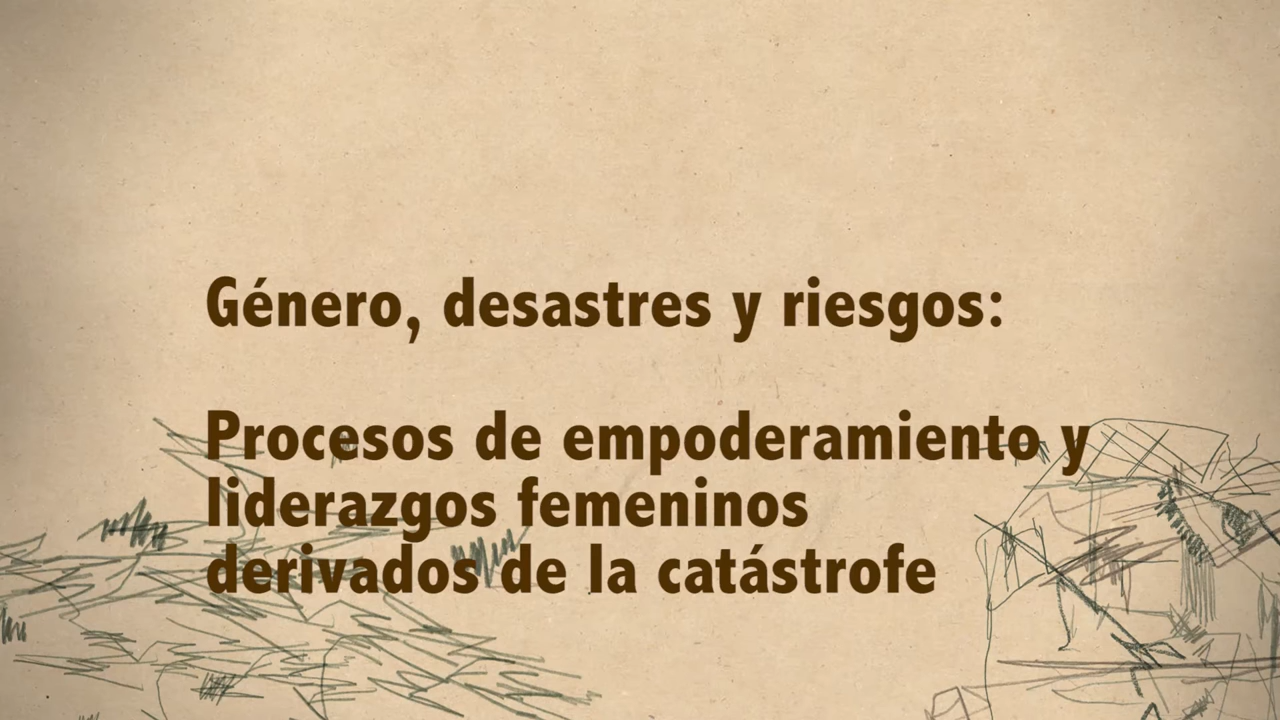 Género, desastres y riesgos:
Procesos de empoderamiento y
liderazgos femeninos
derivados de la catástrofe